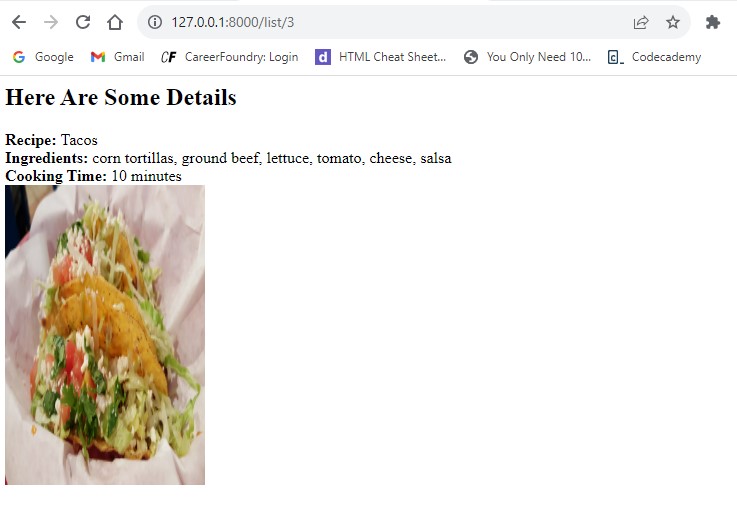 127.0.0.1:8000/list/3
Google Gmail CF CareerFoundry: Login d HTML Cheat Sheet... You Only Need 10... c_ Codecademy
Here Are Some Details
Recipe: Tacos
Ingredients: corn tortillas, ground beef, lettuce, tomato, cheese, salsa
Cooking Time: 10 minutes